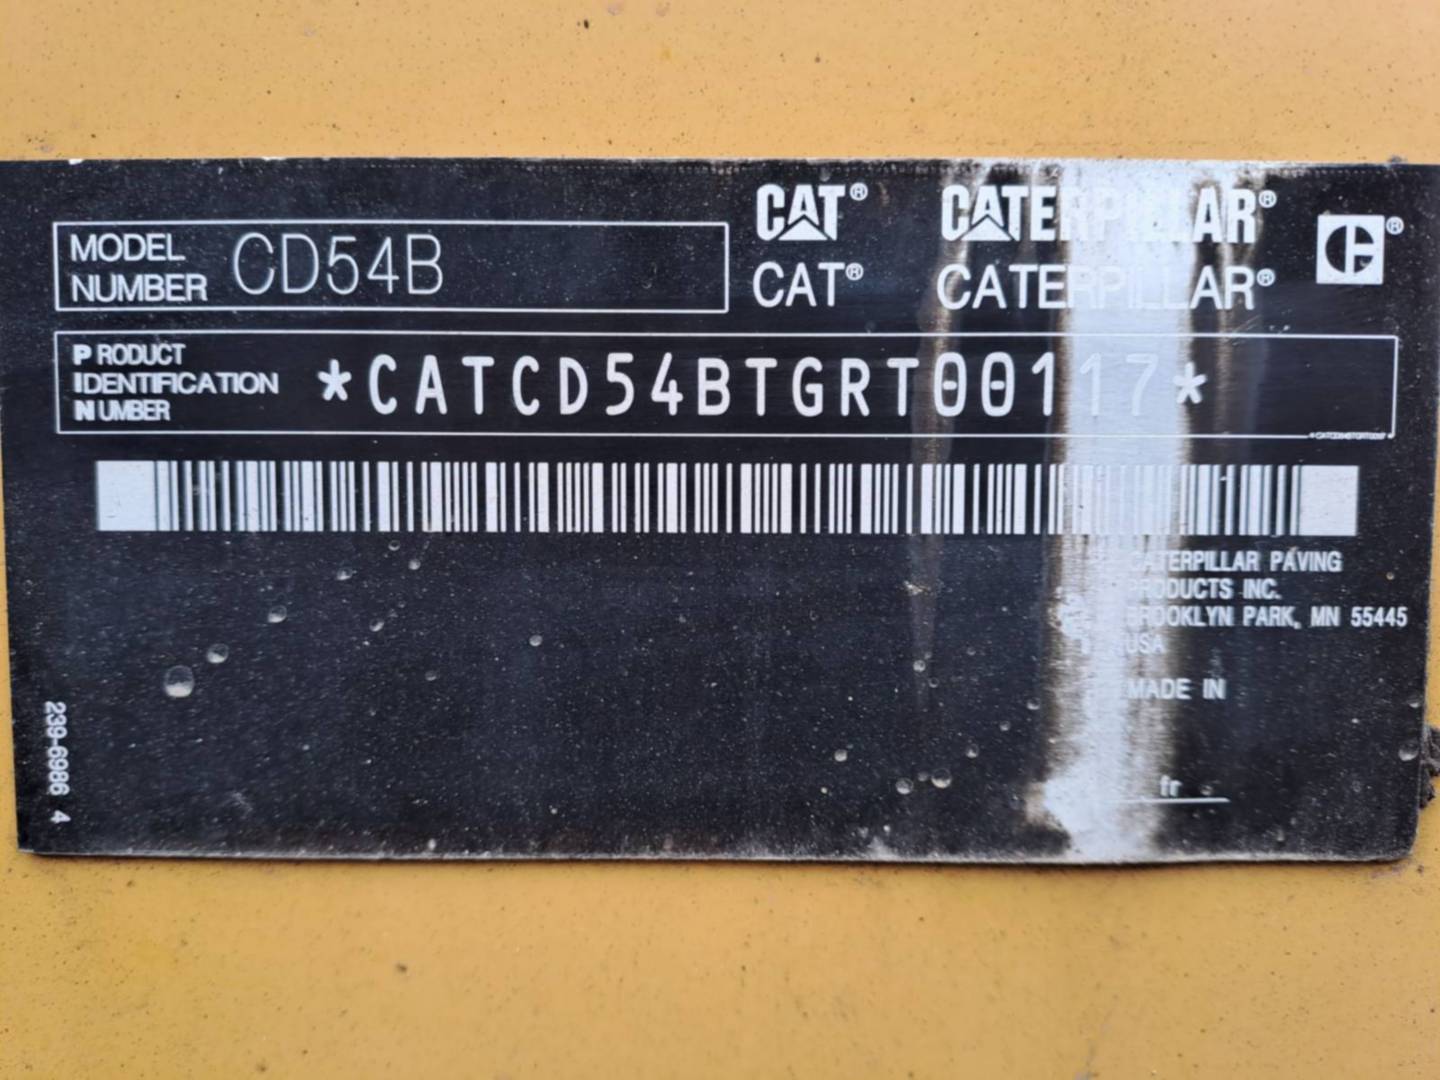 MODEL NUMBER CD54B
CAT® CATERPILLAR®
CAT® CATERPILLAR®
PRODUCT IDENTIFICATION NUMBER *CATCD54BTGRT00117*
CATERPILLAR PAVING
PRODUCTS INC.
BROOKLYN PARK, MN 55445
USA
MADE IN
fr
239-6986 4